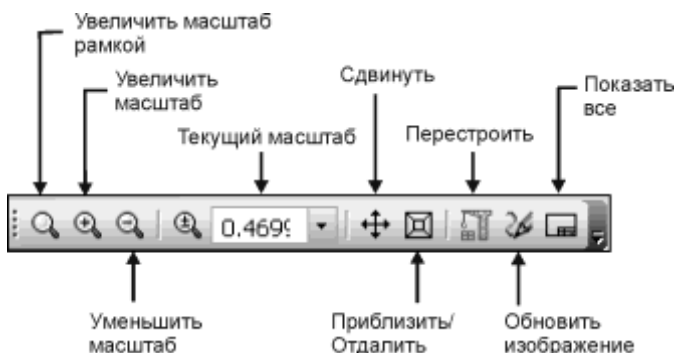 Увеличить масштаб
рамкой
Увеличить
масштаб
Сдвинуть
Показать
все
Текущий масштаб
Перестроить
0.469
Уменьшить
масштаб
Приблизить/
Отдалить
Обновить
изображение